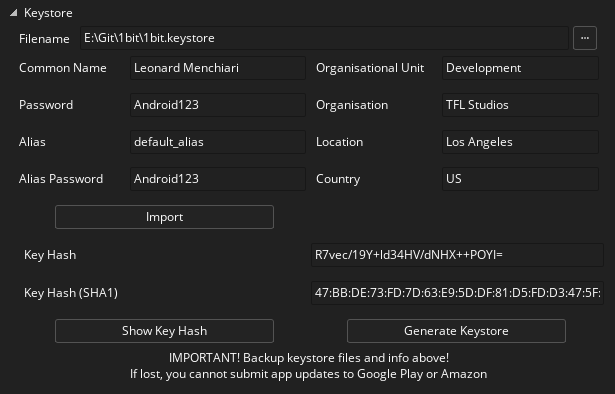 Keystore
Filename E:\Git\1bit\1bit.keystore ...
Common Name Leonard Menchiari Organisational Unit Development
Password Android123 Organisation TFL Studios
Alias default_alias Location Los Angeles
Alias Password Android123 Country US
Import
Key Hash R7vec/19Y+Id34HV/dNHX++POYI=
Key Hash (SHA1) 47:BB:DE:73:FD:7D:63:E9:5D:DF:81:D5:FD:D3:47:5F:
Show Key Hash Generate Keystore
IMPORTANT! Backup keystore files and info above!
If lost, you cannot submit app updates to Google Play or Amazon